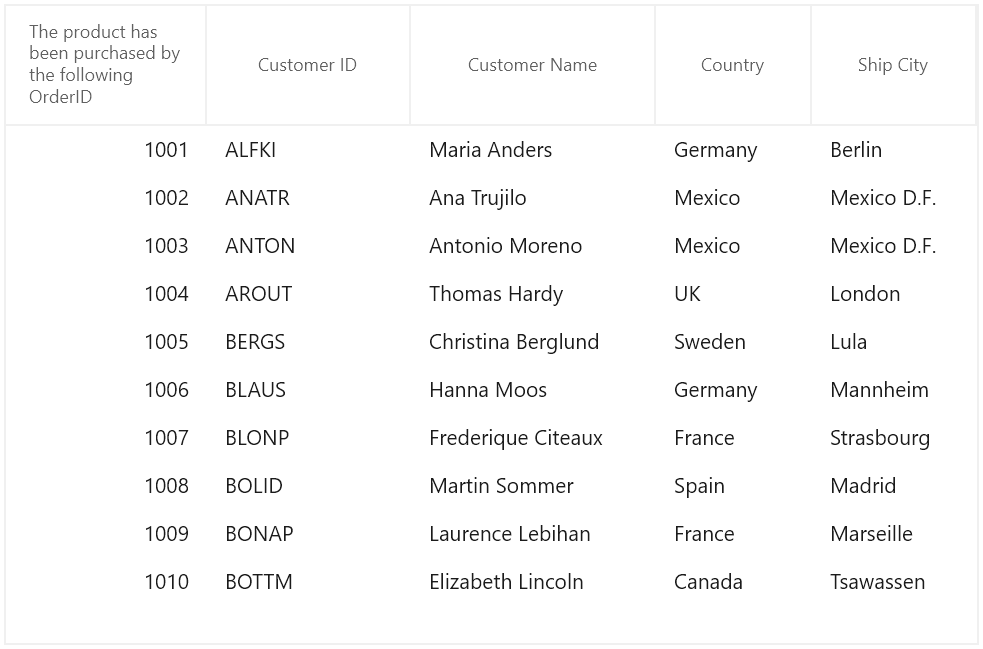 The product has
been purchased by
the following
OrderID
Customer ID
Customer Name
Country
Ship City
1001 ALFKI Maria Anders Germany Berlin
1002 ANATR Ana Trujilo Mexico Mexico D.F.
1003 ANTON Antonio Moreno Mexico Mexico D.F.
1004 AROUT Thomas Hardy UK London
1005 BERGS Christina Berglund Sweden Lula
1006 BLAUS Hanna Moos Germany Mannheim
1007 BLONP Frederique Citeaux France Strasbourg
1008 BOLID Martin Sommer Spain Madrid
1009 BONAP Laurence Lebihan France Marseille
1010 BOTTM Elizabeth Lincoln Canada Tsawassen